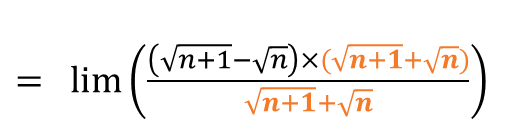 = lim( ((√n+1−√n)×(√n+1+√n)) / (√n+1+√n) )